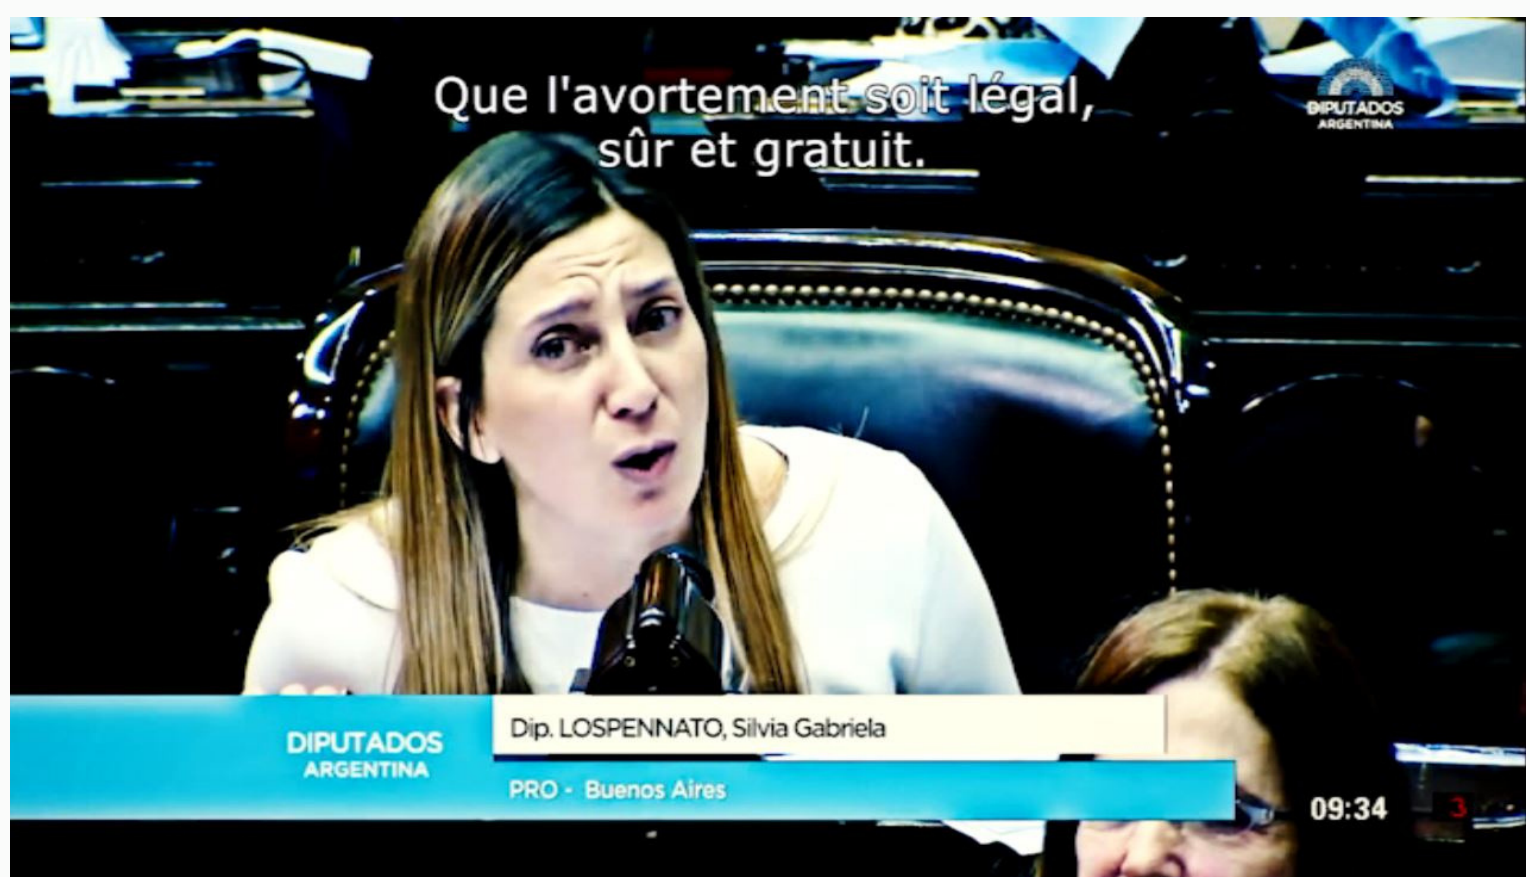 Que l'avortement soit légal,
sûr et gratuit.
DIPUTADOS
ARGENTINA
DIPUTADOS
ARGENTINA
Dip. LOSPENNATO, Silvia Gabriela
PRO - Buenos Aires
09:34
3